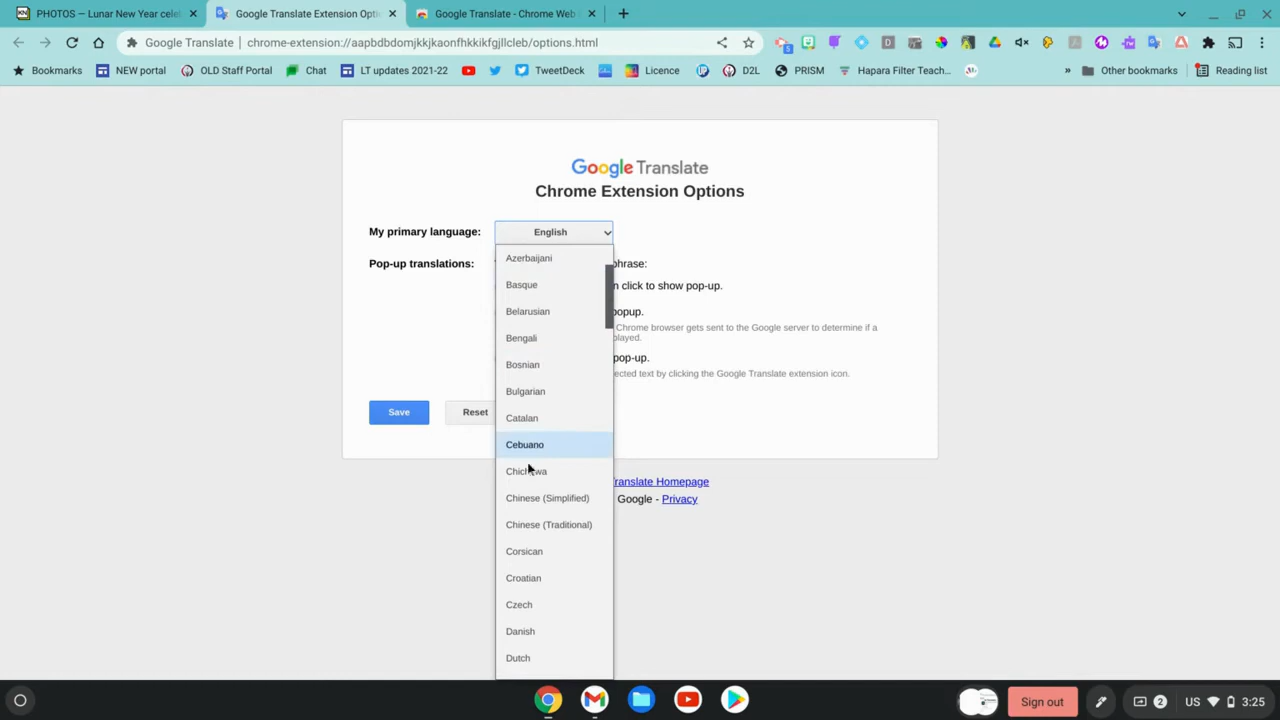 PHOTOS — Lunar New Year cele
Google Translate Extension Opti
Google Translate - Chrome Web
Google Translate | chrome-extension://aapbdbdomjkkjkaonfhkkikfgjllcleb/options.html
Bookmarks
NEW portal
OLD Staff Portal
Chat
LT updates 2021-22
TweetDeck
Licence
D2L
PRISM
Hapara Filter Teach...
»
Other bookmarks
Reading list
Google Translate
Chrome Extension Options
My primary language:
English
Pop-up translations:
phrase:
n click to show pop-up.
popup.
Chrome browser gets sent to the Google server to determine if a
played.
pop-up.
ected text by clicking the Google Translate extension icon.
Save
Reset
Azerbaijani
Basque
Belarusian
Bengali
Bosnian
Bulgarian
Catalan
Cebuano
Chichewa
Chinese (Simplified)
Chinese (Traditional)
Corsican
Croatian
Czech
Danish
Dutch
Translate Homepage
Google - Privacy
Sign out
2
US
3:25